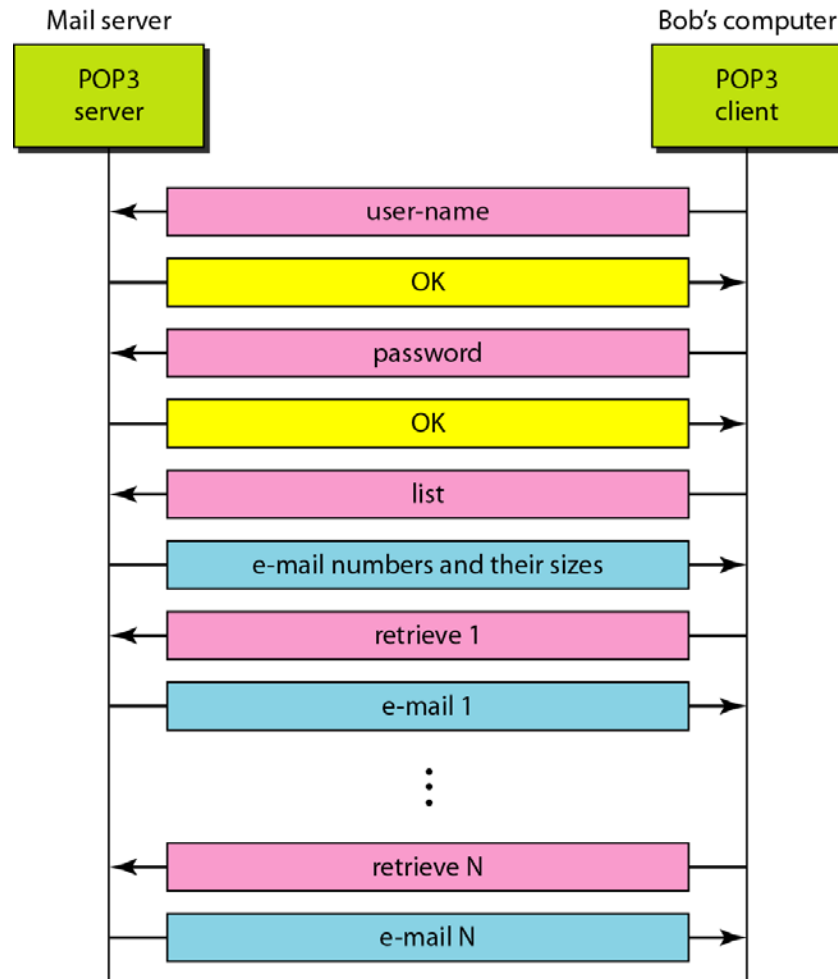 Mail server
Bob’s computer
POP3
server
POP3
client
user-name
OK
password
OK
list
e-mail numbers and their sizes
retrieve 1
e-mail 1
retrieve N
e-mail N